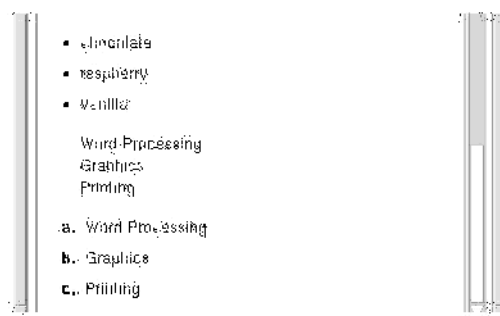 • chocolate
• raspberry
• vanilla
Word Processing
Graphics
Printing
a. Word Processing
b. Graphics
c. Printing